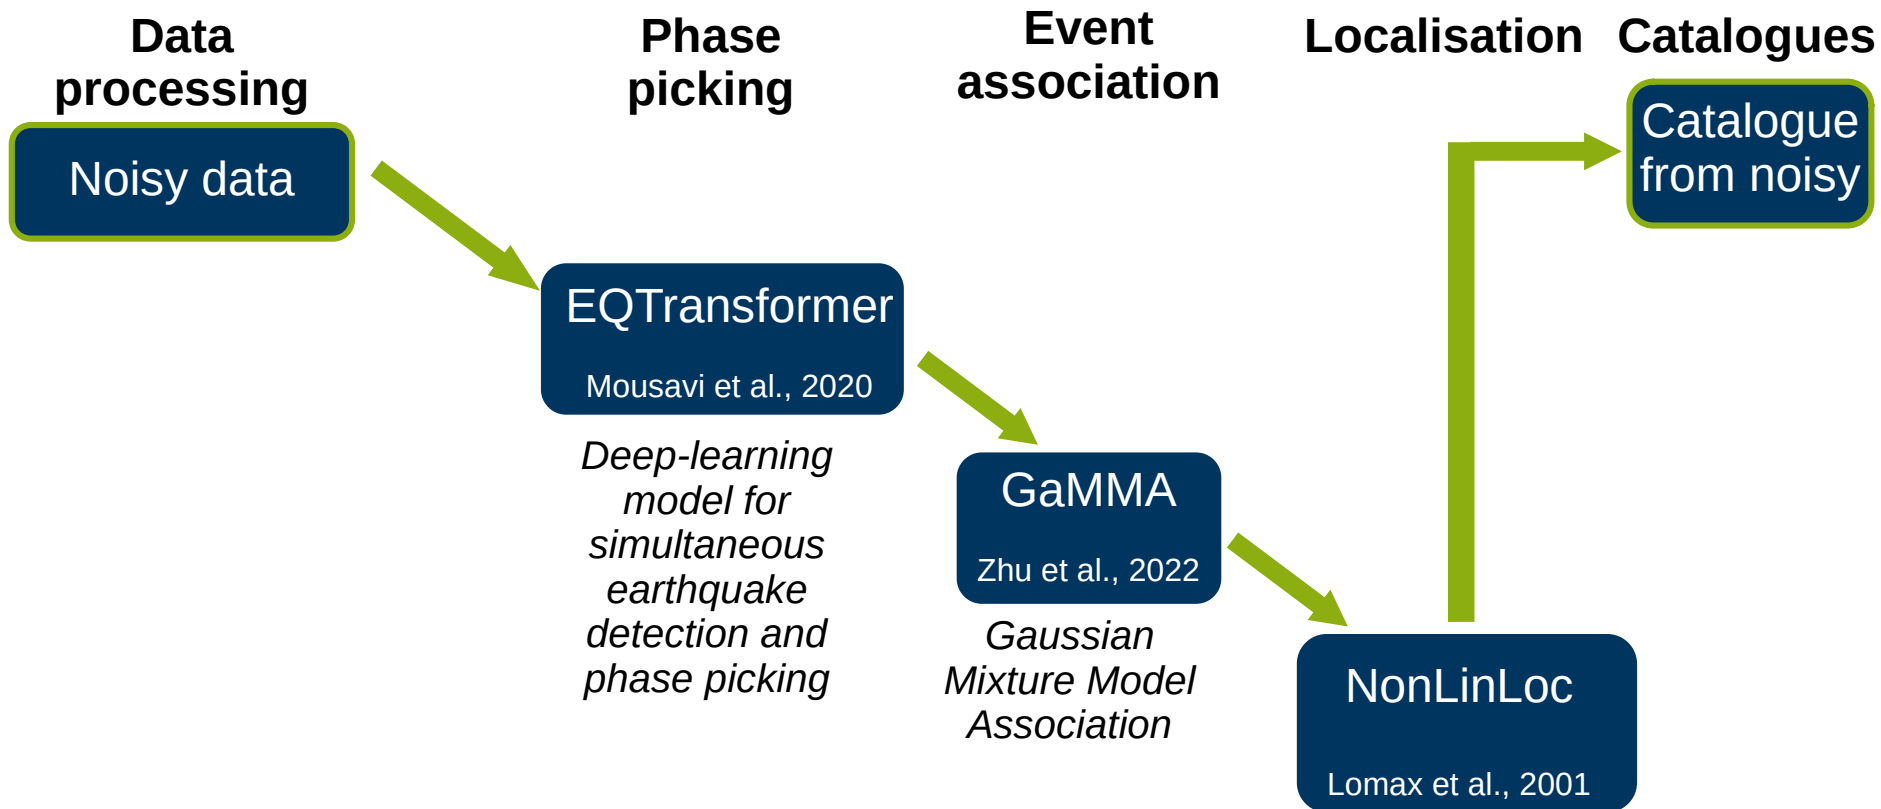 Data
processing
Phase
picking
Event
association
Localisation
Catalogues
Noisy data
Catalogue
from noisy
EQTransformer
Mousavi et al., 2020
Deep-learning
model for
simultaneous
earthquake
detection and
phase picking
GaMMA
Zhu et al., 2022
Gaussian
Mixture Model
Association
NonLinLoc
Lomax et al., 2001